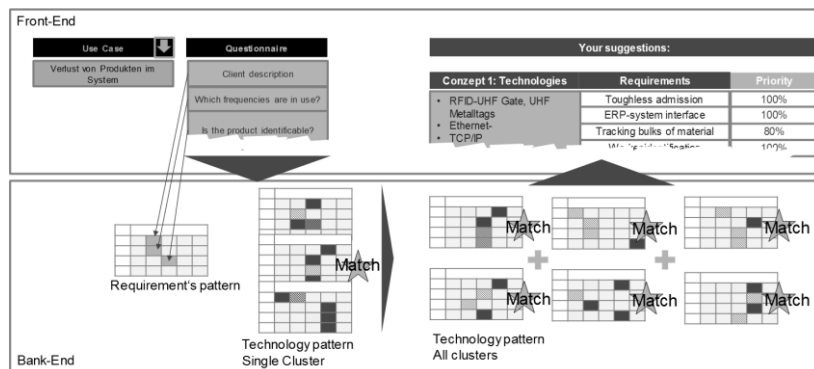 Front-End
Use Case
Verlust von Produkten im
System
Questionnaire
Client description
Which frequencies are in use?
Is the product identificable?
Your suggestions:
Conzept 1: Technologies
Requirements
Priority
• RFID-UHF Gate, UHF
Metalltags
• Ethernet-
• TCP/IP
Toughless admission
100%
ERP-system interface
100%
Tracking bulks of material
80%
100%
Requirement's pattern
Match
Technology pattern
Single Cluster
Match
Match
Match
Match
Match
Match
Technology pattern
All clusters
Bank-End